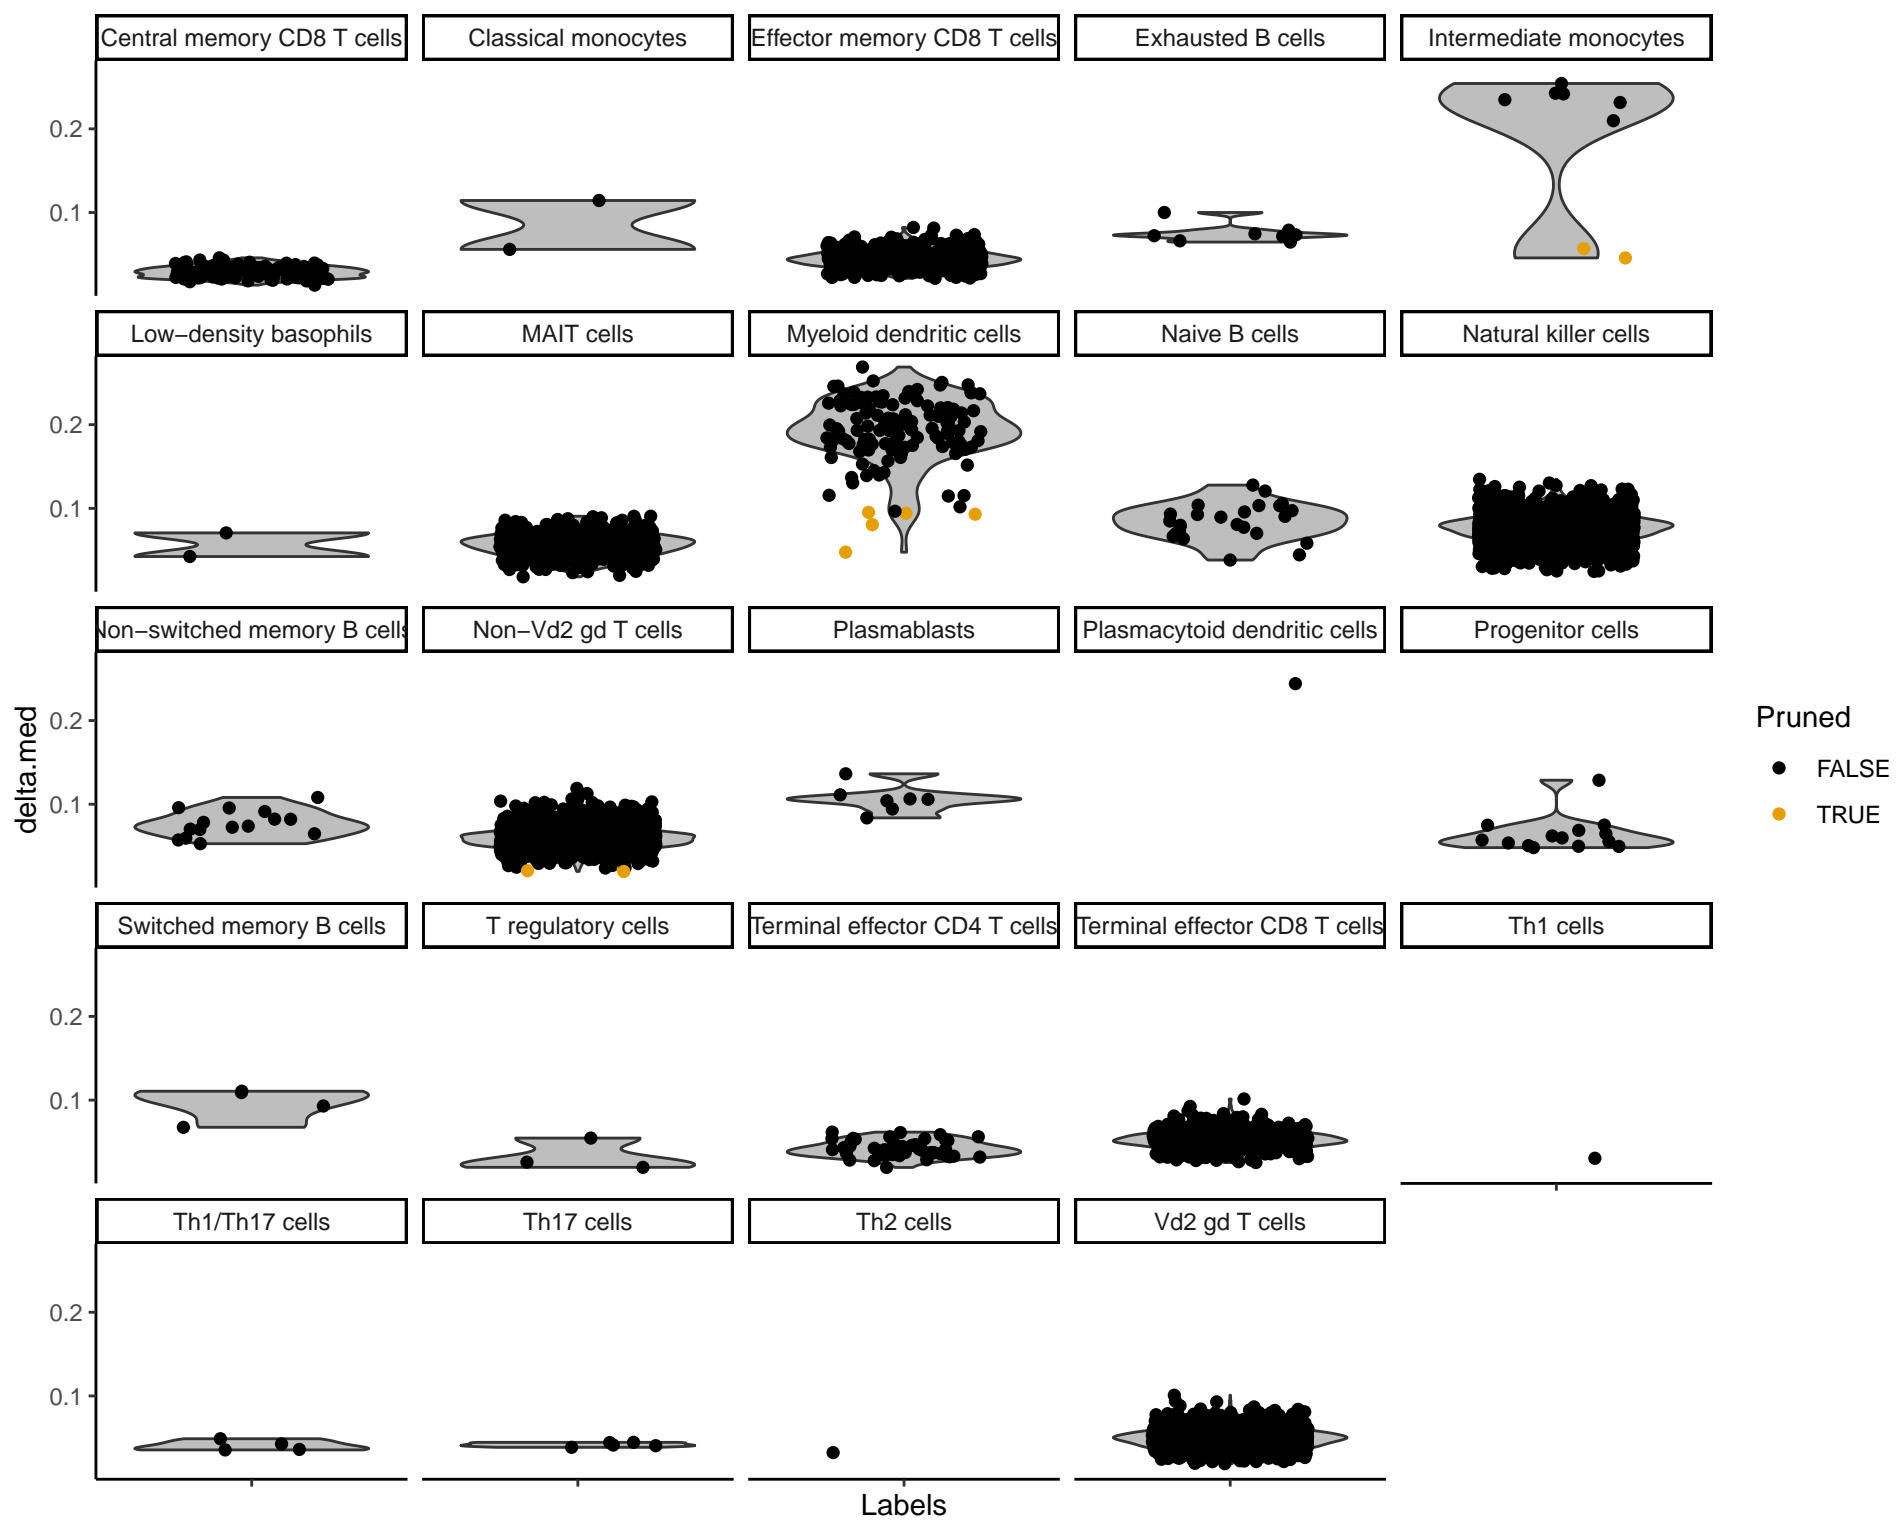 Central memory CD8 T cells
Classical monocytes
Effector memory CD8 T cells
Exhausted B cells
Intermediate monocytes
0.2
0.1
Low−density basophils
MAIT cells
Myeloid dendritic cells
Naive B cells
Natural killer cells
0.2
0.1
Non−switched memory B cells
Non−Vd2 gd T cells
Plasmablasts
Plasmacytoid dendritic cells
Progenitor cells
0.2
0.1
delta.med
Pruned
FALSE
TRUE
Switched memory B cells
T regulatory cells
Terminal effector CD4 T cells
Terminal effector CD8 T cells
Th1 cells
0.2
0.1
Th1/Th17 cells
Th17 cells
Th2 cells
Vd2 gd T cells
0.2
0.1
Labels